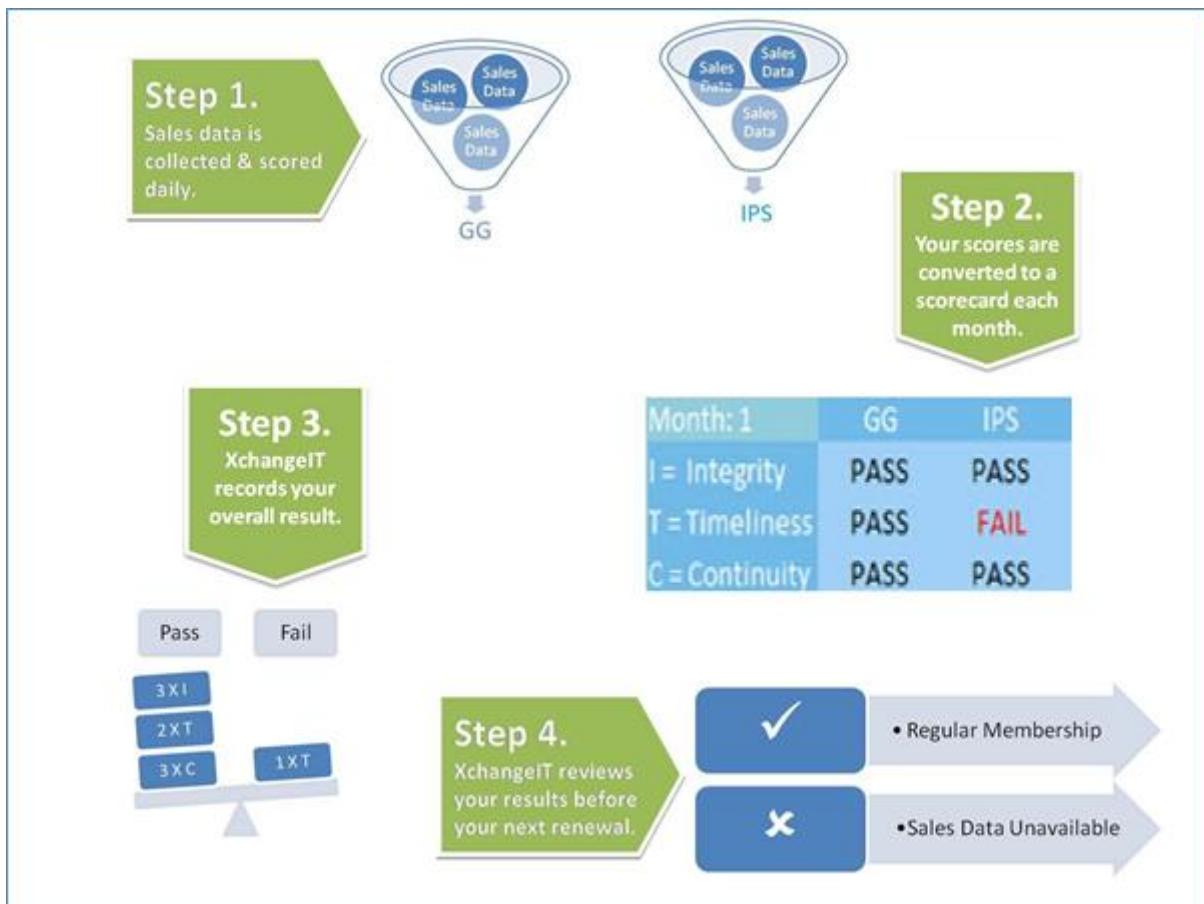 Step 1.
Sales data is
collected & scored
daily.
Sales
Data
Sales
Data
Sales
Data
GG
Sales
Data
Sales
Data
Sales
Data
IPS
Step 2.
Your scores are
converted to a
scorecard each
month.
Month: 1 GG IPS
I = Integrity PASS PASS
T = Timeliness PASS FAIL
C = Continuity PASS PASS
Step 3.
XchangeIT
records your
overall result.
Pass Fail
3 X I
2 X T
3 X C 1 X T
Step 4.
XchangeIT reviews
your results before
your next renewal.
• Regular Membership
•Sales Data Unavailable